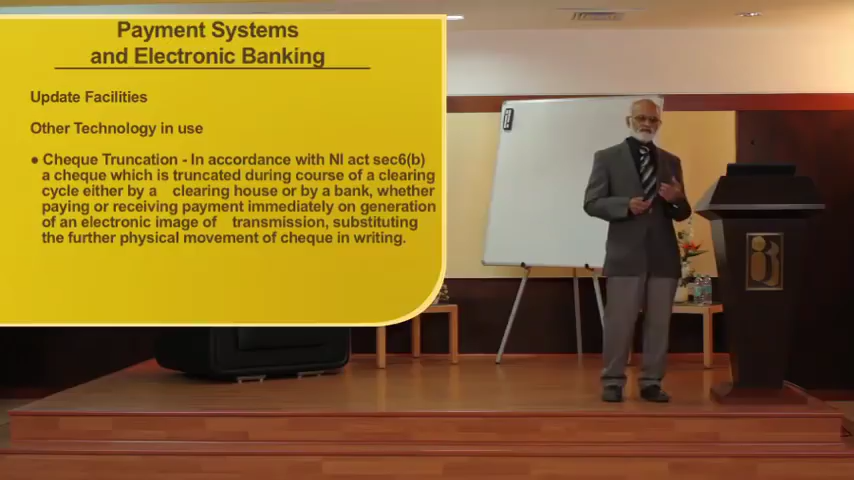 Payment Systems
and Electronic Banking
Update Facilities
Other Technology in use
● Cheque Truncation - In accordance with NI act sec6(b)
a cheque which is truncated during course of a clearing
cycle either by a clearing house or by a bank, whether
paying or receiving payment immediately on generation
of an electronic image of transmission, substituting
the further physical movement of cheque in writing.